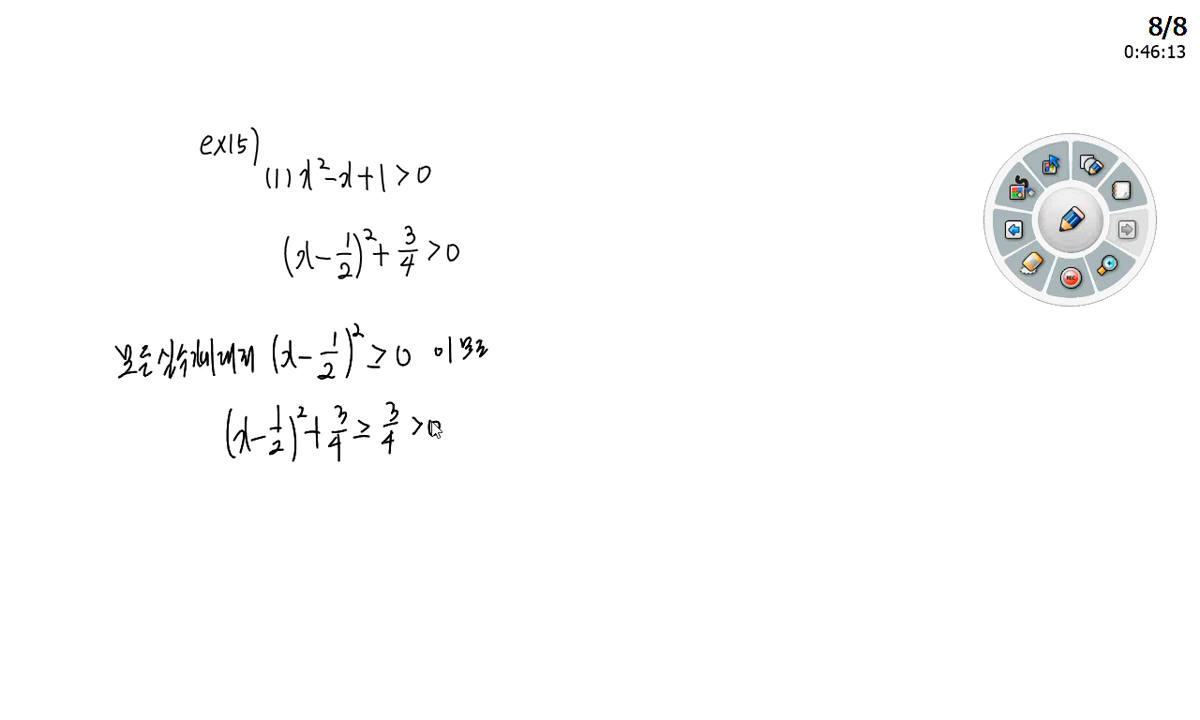 8/8
0:46:13
ex15)
(1) x²-x+1>0
(x-1/2)²+3/4>0
모든 실수 x에 대해 (x-1/2)²≥0 이므로
(x-1/2)²+3/4≥3/4>0
REC